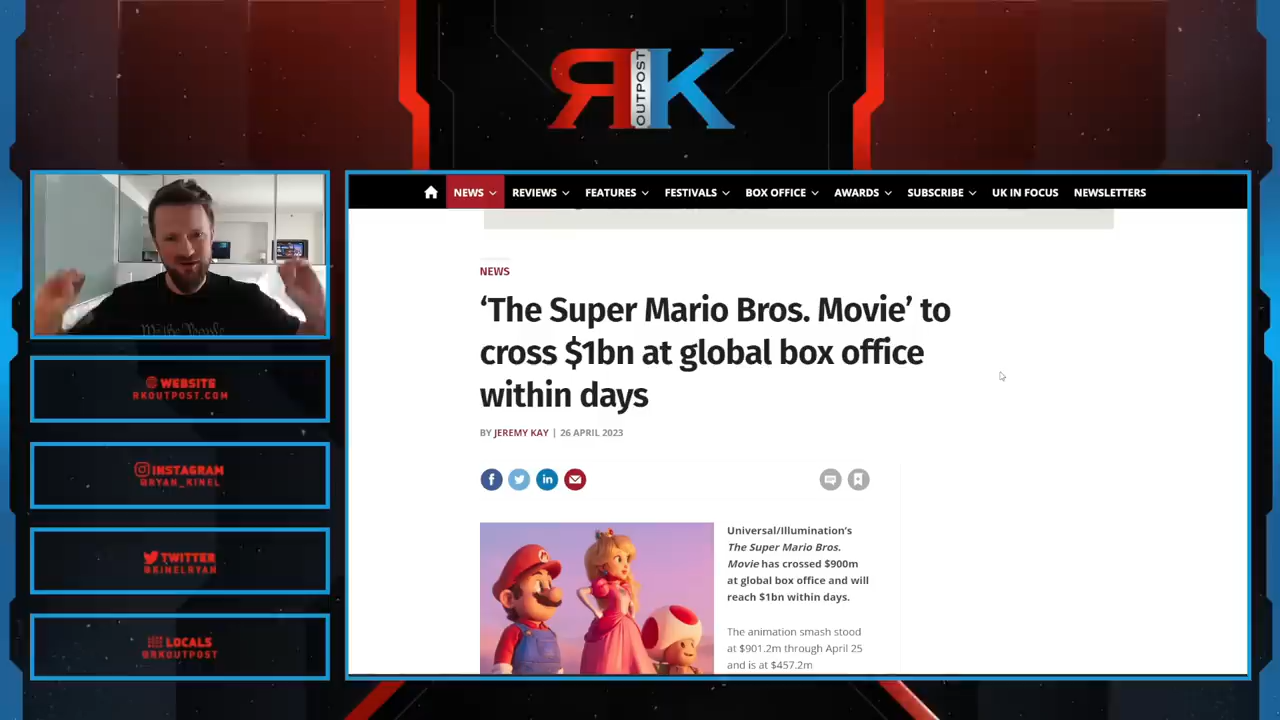 RK
OUTPOST
NEWS
REVIEWS
FEATURES
FESTIVALS
BOX OFFICE
AWARDS
SUBSCRIBE
UK IN FOCUS
NEWSLETTERS
NEWS
‘The Super Mario Bros. Movie’ to
cross $1bn at global box office
within days
BY JEREMY KAY | 26 APRIL 2023
Universal/Illumination’s
The Super Mario Bros.
Movie has crossed $900m
at global box office and will
reach $1bn within days.
The animation smash stood
at $901.2m through April 25
and is at $457.2m
We the People
WEBSITE
RKOUTPOST.COM
INSTAGRAM
@RYAN_KINEL
TWITTER
@KINELRYAN
LOCALS
@RKOUTPOST